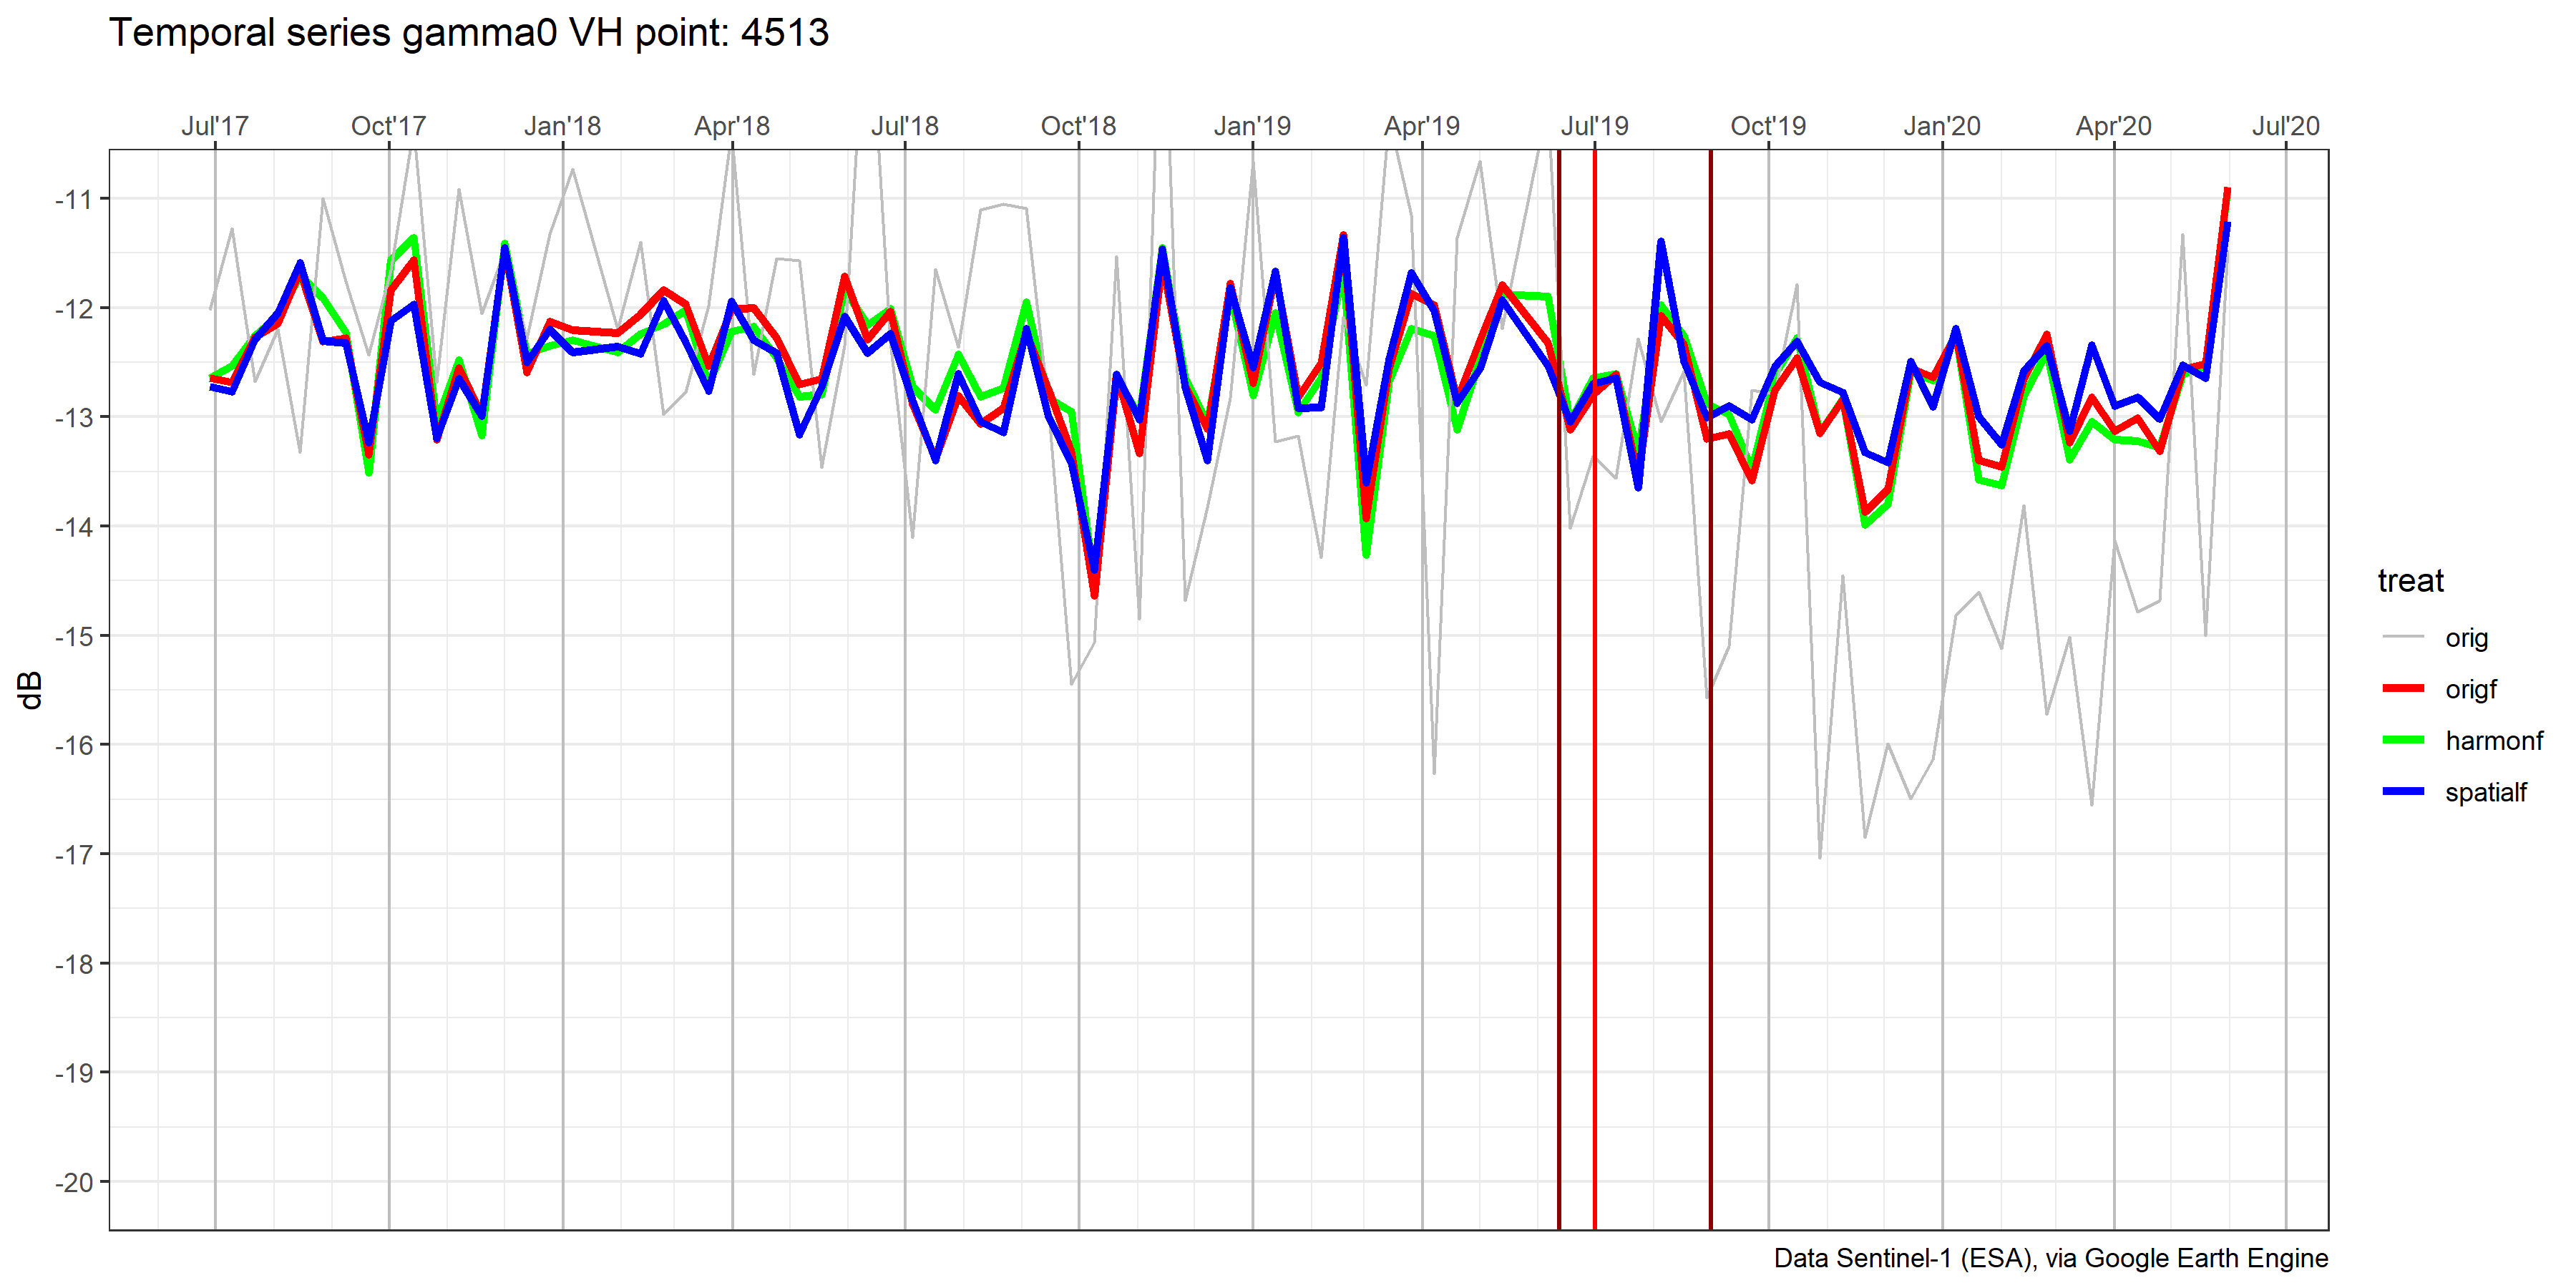 Temporal series gamma0 VH point: 4513
Jul'17 Oct'17 Jan'18 Apr'18 Jul'18 Oct'18 Jan'19 Apr'19 Jul'19 Oct'19 Jan'20 Apr'20 Jul'20
-11
-12
-13
-14
-15
-16
-17
-18
-19
-20
dB
treat
orig
origf
harmonf
spatialf
Data Sentinel-1 (ESA), via Google Earth Engine